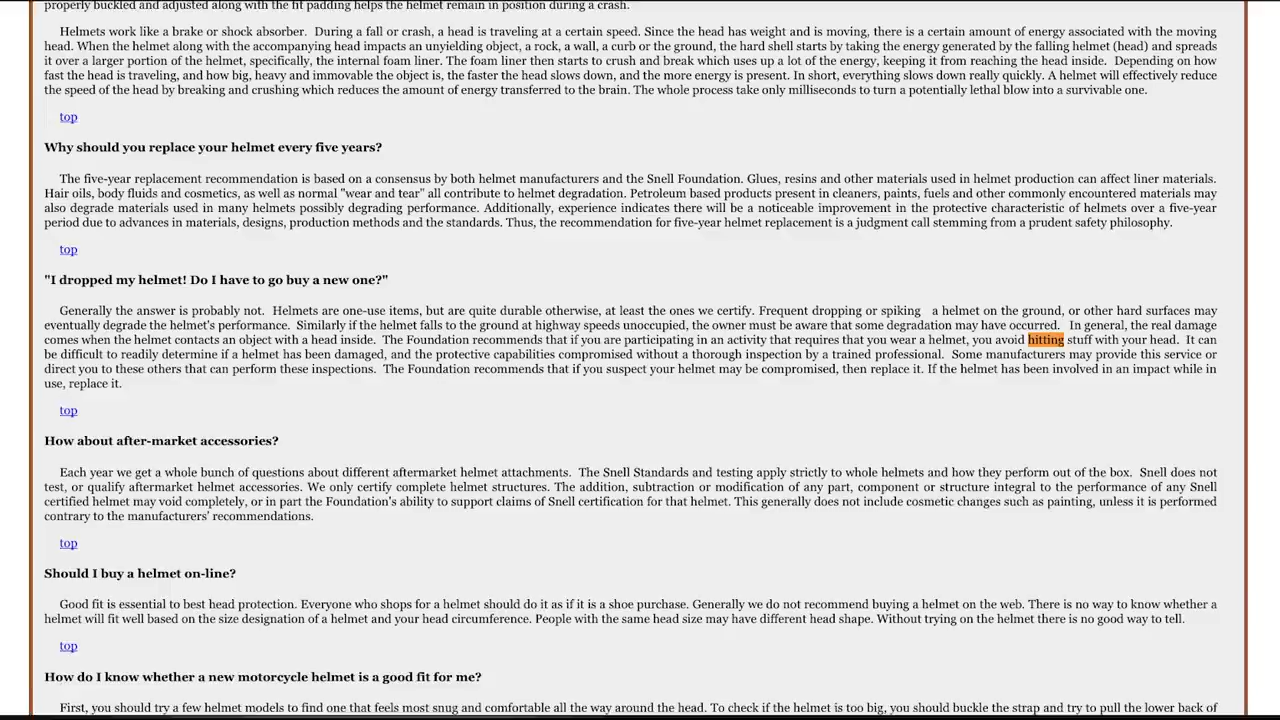 properly buckled and adjusted along with the fit padding helps the helmet remain in position during a crash.
Helmets work like a brake or shock absorber. During a fall or crash, a head is traveling at a certain speed. Since the head has weight and is moving, there is a certain amount of energy associated with the moving
head. When the helmet along with the accompanying head impacts an unyielding object, a rock, a wall, a curb or the ground, the hard shell starts by taking the energy generated by the falling helmet (head) and spreads
it over a larger portion of the helmet, specifically, the internal foam liner. The foam liner then starts to crush and break which uses up a lot of the energy, keeping it from reaching the head inside. Depending on how
fast the head is traveling, and how big, heavy and immovable the object is, the faster the head slows down, and the more energy is present. In short, everything slows down really quickly. A helmet will effectively reduce
the speed of the head by breaking and crushing which reduces the amount of energy transferred to the brain. The whole process take only milliseconds to turn a potentially lethal blow into a survivable one.
top
Why should you replace your helmet every five years?
The five-year replacement recommendation is based on a consensus by both helmet manufacturers and the Snell Foundation. Glues, resins and other materials used in helmet production can affect liner materials.
Hair oils, body fluids and cosmetics, as well as normal "wear and tear" all contribute to helmet degradation. Petroleum based products present in cleaners, paints, fuels and other commonly encountered materials may
also degrade materials used in many helmets possibly degrading performance. Additionally, experience indicates there will be a noticeable improvement in the protective characteristic of helmets over a five-year
period due to advances in materials, designs, production methods and the standards. Thus, the recommendation for five-year helmet replacement is a judgment call stemming from a prudent safety philosophy.
top
"I dropped my helmet! Do I have to go buy a new one?"
Generally the answer is probably not. Helmets are one-use items, but are quite durable otherwise, at least the ones we certify. Frequent dropping or spiking a helmet on the ground, or other hard surfaces may
eventually degrade the helmet's performance. Similarly if the helmet falls to the ground at highway speeds unoccupied, the owner must be aware that some degradation may have occurred. In general, the real damage
comes when the helmet contacts an object with a head inside. The Foundation recommends that if you are participating in an activity that requires that you wear a helmet, you avoid hitting stuff with your head. It can
be difficult to readily determine if a helmet has been damaged, and the protective capabilities compromised without a thorough inspection by a trained professional. Some manufacturers may provide this service or
direct you to these others that can perform these inspections. The Foundation recommends that if you suspect your helmet may be compromised, then replace it. If the helmet has been involved in an impact while in
use, replace it.
top
How about after-market accessories?
Each year we get a whole bunch of questions about different aftermarket helmet attachments. The Snell Standards and testing apply strictly to whole helmets and how they perform out of the box. Snell does not
test, or qualify aftermarket helmet accessories. We only certify complete helmet structures. The addition, subtraction or modification of any part, component or structure integral to the performance of any Snell
certified helmet may void completely, or in part the Foundation's ability to support claims of Snell certification for that helmet. This generally does not include cosmetic changes such as painting, unless it is performed
contrary to the manufacturers' recommendations.
top
Should I buy a helmet on-line?
Good fit is essential to best head protection. Everyone who shops for a helmet should do it as if it is a shoe purchase. Generally we do not recommend buying a helmet on the web. There is no way to know whether a
helmet will fit well based on the size designation of a helmet and your head circumference. People with the same head size may have different head shape. Without trying on the helmet there is no good way to tell.
top
How do I know whether a new motorcycle helmet is a good fit for me?
First, you should try a few helmet models to find one that feels most snug and comfortable all the way around the head. To check if the helmet is too big, you should buckle the strap and try to pull the lower back of